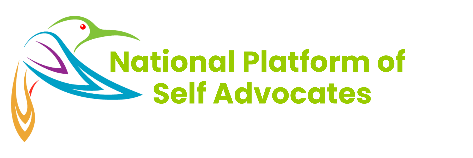 National Platform of
Self Advocates